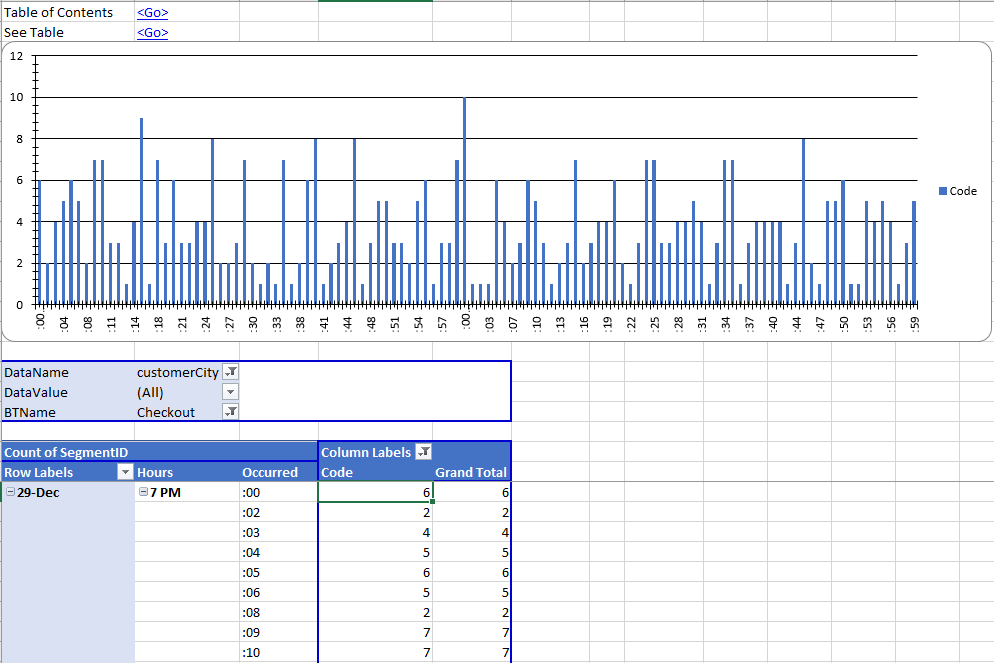 Table of Contents <Go>
See Table <Go>
12
10
8
6
4
2
0
Code
:00 :04 :08 :11 :14 :18 :21 :24 :27 :30 :33 :38 :41 :44 :48 :51 :54 :57 :00 :03 :07 :10 :13 :16 :19 :22 :25 :28 :31 :34 :37 :40 :44 :47 :50 :53 :56 :59
DataName customerCity
DataValue (All)
BTName Checkout
Count of SegmentID Column Labels
Row Labels Hours Occurred Code Grand Total
29-Dec 7 PM :00 6 6
:02 2 2
:03 4 4
:04 5 5
:05 6 6
:06 5 5
:08 2 2
:09 7 7
:10 7 7